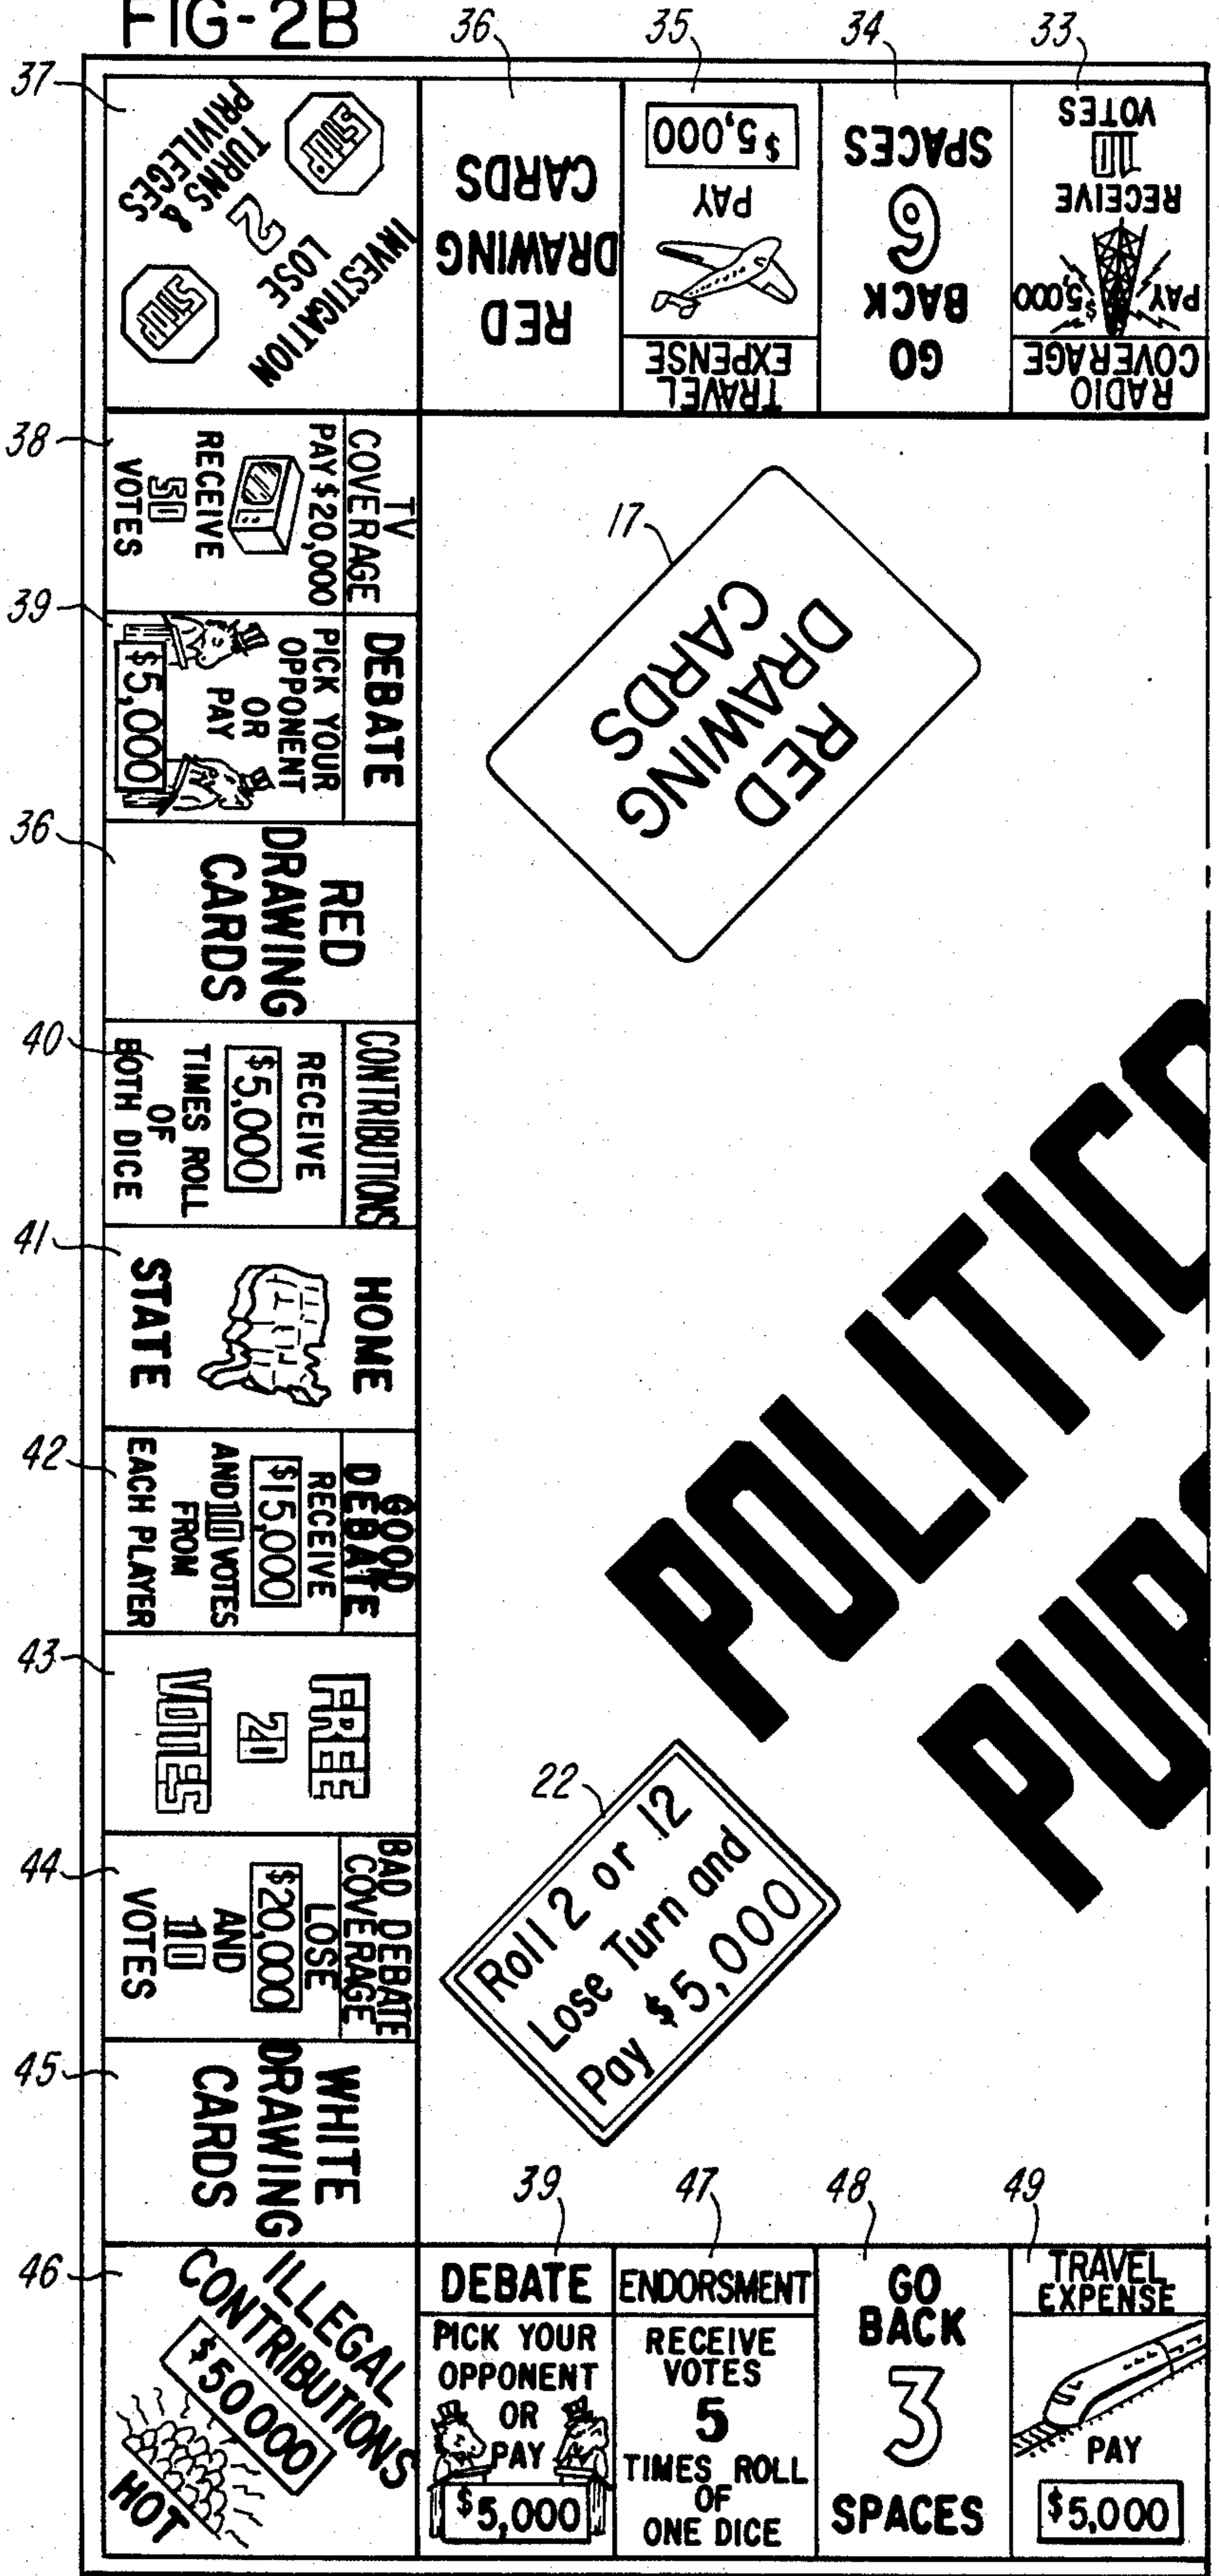 FIG-2B
36
35
34
33
37
INVESTIGATION
LOSE
2
TURNS &
PRIVILEGES
STOP
STOP
RED
DRAWING
CARDS
TRAVEL
EXPENSE
PAY
$5,000
GO
BACK
6
SPACES
RADIO
COVERAGE
PAY $5,000
RECEIVE
10
VOTES
38
TV
COVERAGE
PAY $20,000
RECEIVE
50
VOTES
17
RED
DRAWING
CARDS
39
DEBATE
PICK YOUR
OPPONENT
OR
PAY
$5,000
36
RED
DRAWING
CARDS
40
CONTRIBUTIONS
RECEIVE
$5,000
TIMES ROLL
OF
BOTH DICE
41
HOME
STATE
42
GOOD
DEBATE
RECEIVE
$15,000
AND 10 VOTES
FROM
EACH PLAYER
POLITIC
PUR
43
FREE
20
VOTES
22
Roll 2 or 12
Lose Turn and
Pay $5,000
44
BAD DEBATE
COVERAGE
LOSE
$20,000
AND
10
VOTES
45
WHITE
DRAWING
CARDS
39
47
48
49
46
ILLEGAL
CONTRIBUTIONS
$50000
HOT
DEBATE
PICK YOUR
OPPONENT
OR
PAY
$5,000
ENDORSMENT
RECEIVE
VOTES
5
TIMES ROLL
OF
ONE DICE
GO
BACK
3
SPACES
TRAVEL
EXPENSE
PAY
$5,000